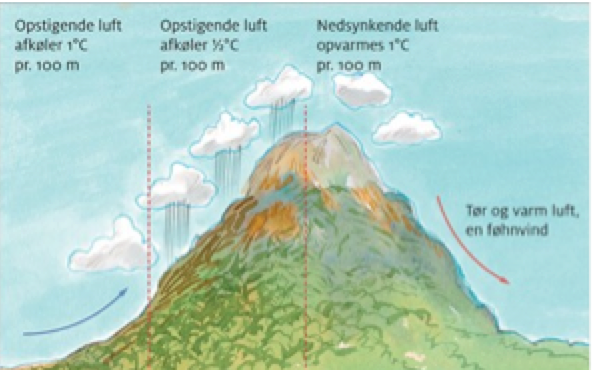 Opstigende luft
afkøler 1°C
pr. 100 m
Opstigende luft
afkøler ½°C
pr. 100 m
Nedsynkende luft
opvarmes 1°C
pr. 100 m
Tør og varm luft,
en føhnvind